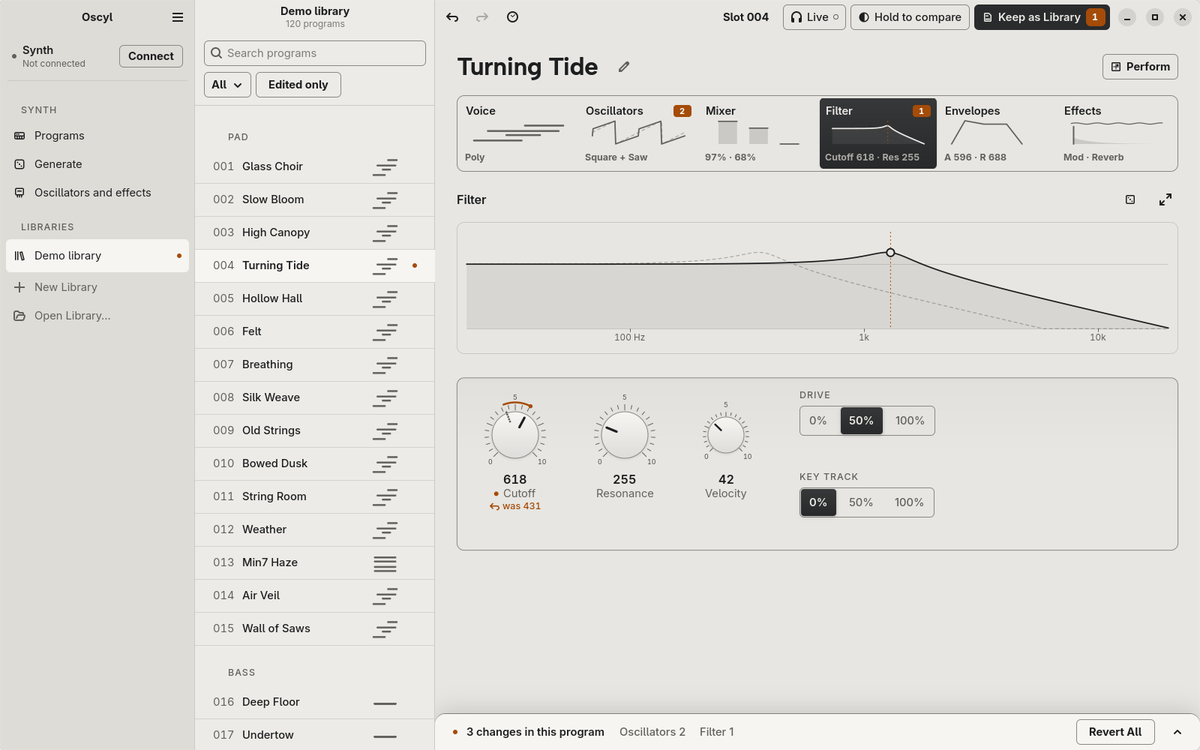 Oscyl
Synth
Not connected
Connect
SYNTH
Programs
Generate
Oscillators and effects
LIBRARIES
Demo library
New Library
Open Library...
Demo library
120 programs
Search programs
All
Edited only
PAD
001 Glass Choir
002 Slow Bloom
003 High Canopy
004 Turning Tide
005 Hollow Hall
006 Felt
007 Breathing
008 Silk Weave
009 Old Strings
010 Bowed Dusk
011 String Room
012 Weather
013 Min7 Haze
014 Air Veil
015 Wall of Saws
BASS
016 Deep Floor
017 Undertow
Slot 004
Live
Hold to compare
Keep as Library 1
Turning Tide
Perform
Voice
Poly
Oscillators 2
Square + Saw
Mixer
97% · 68%
Filter 1
Cutoff 618 · Res 255
Envelopes
A 596 · R 688
Effects
Mod · Reverb
Filter
100 Hz 1k 10k
5
0 10
618
Cutoff
was 431
5
0 10
255
Resonance
5
0 10
42
Velocity
DRIVE
0% 50% 100%
KEY TRACK
0% 50% 100%
3 changes in this program Oscillators 2 Filter 1
Revert All